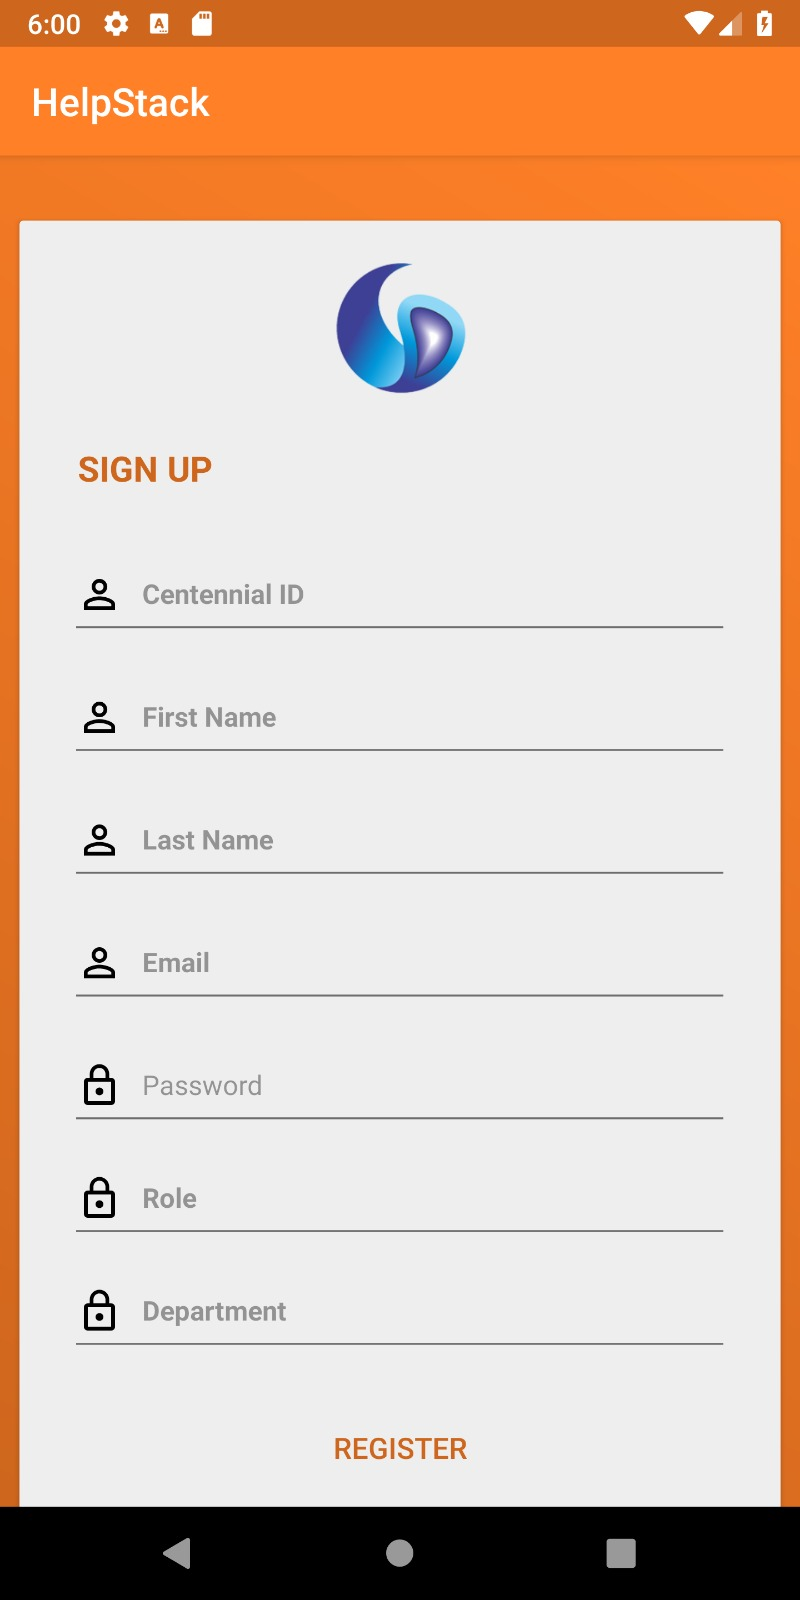 6:00
HelpStack
SIGN UP
Centennial ID
First Name
Last Name
Email
Password
Role
Department
REGISTER